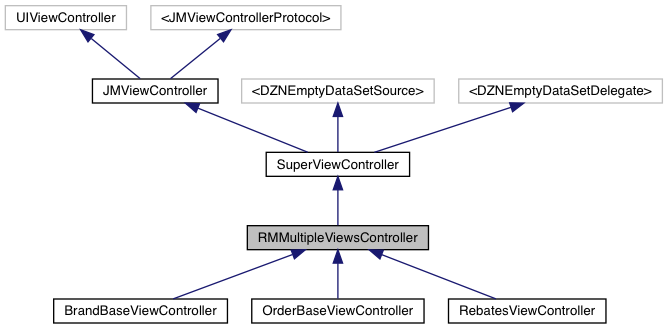 UIViewController
<JMViewControllerProtocol>
JMViewController
<DZNEmptyDataSetSource>
<DZNEmptyDataSetDelegate>
SuperViewController
RMMultipleViewsController
BrandBaseViewController
OrderBaseViewController
RebatesViewController